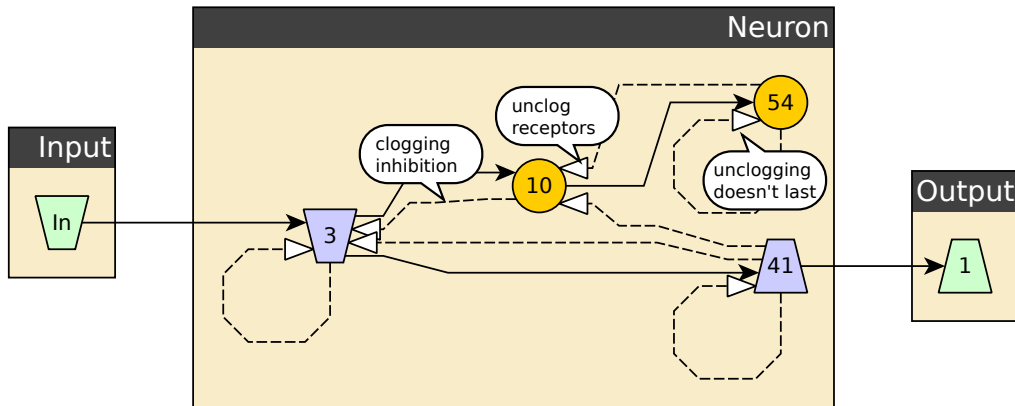 Neuron
54
unclog
receptors
clogging
inhibition
Input
10
unclogging
doesn't last
Output
In
3
41
1